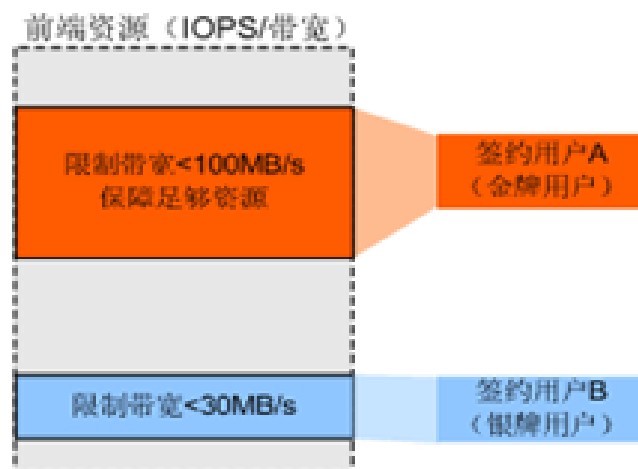 前端资源（IOPS/带宽）
限制带宽<100MB/s
保障足够资源
签约用户A
（金牌用户）
限制带宽<30MB/s
签约用户B
（银牌用户）